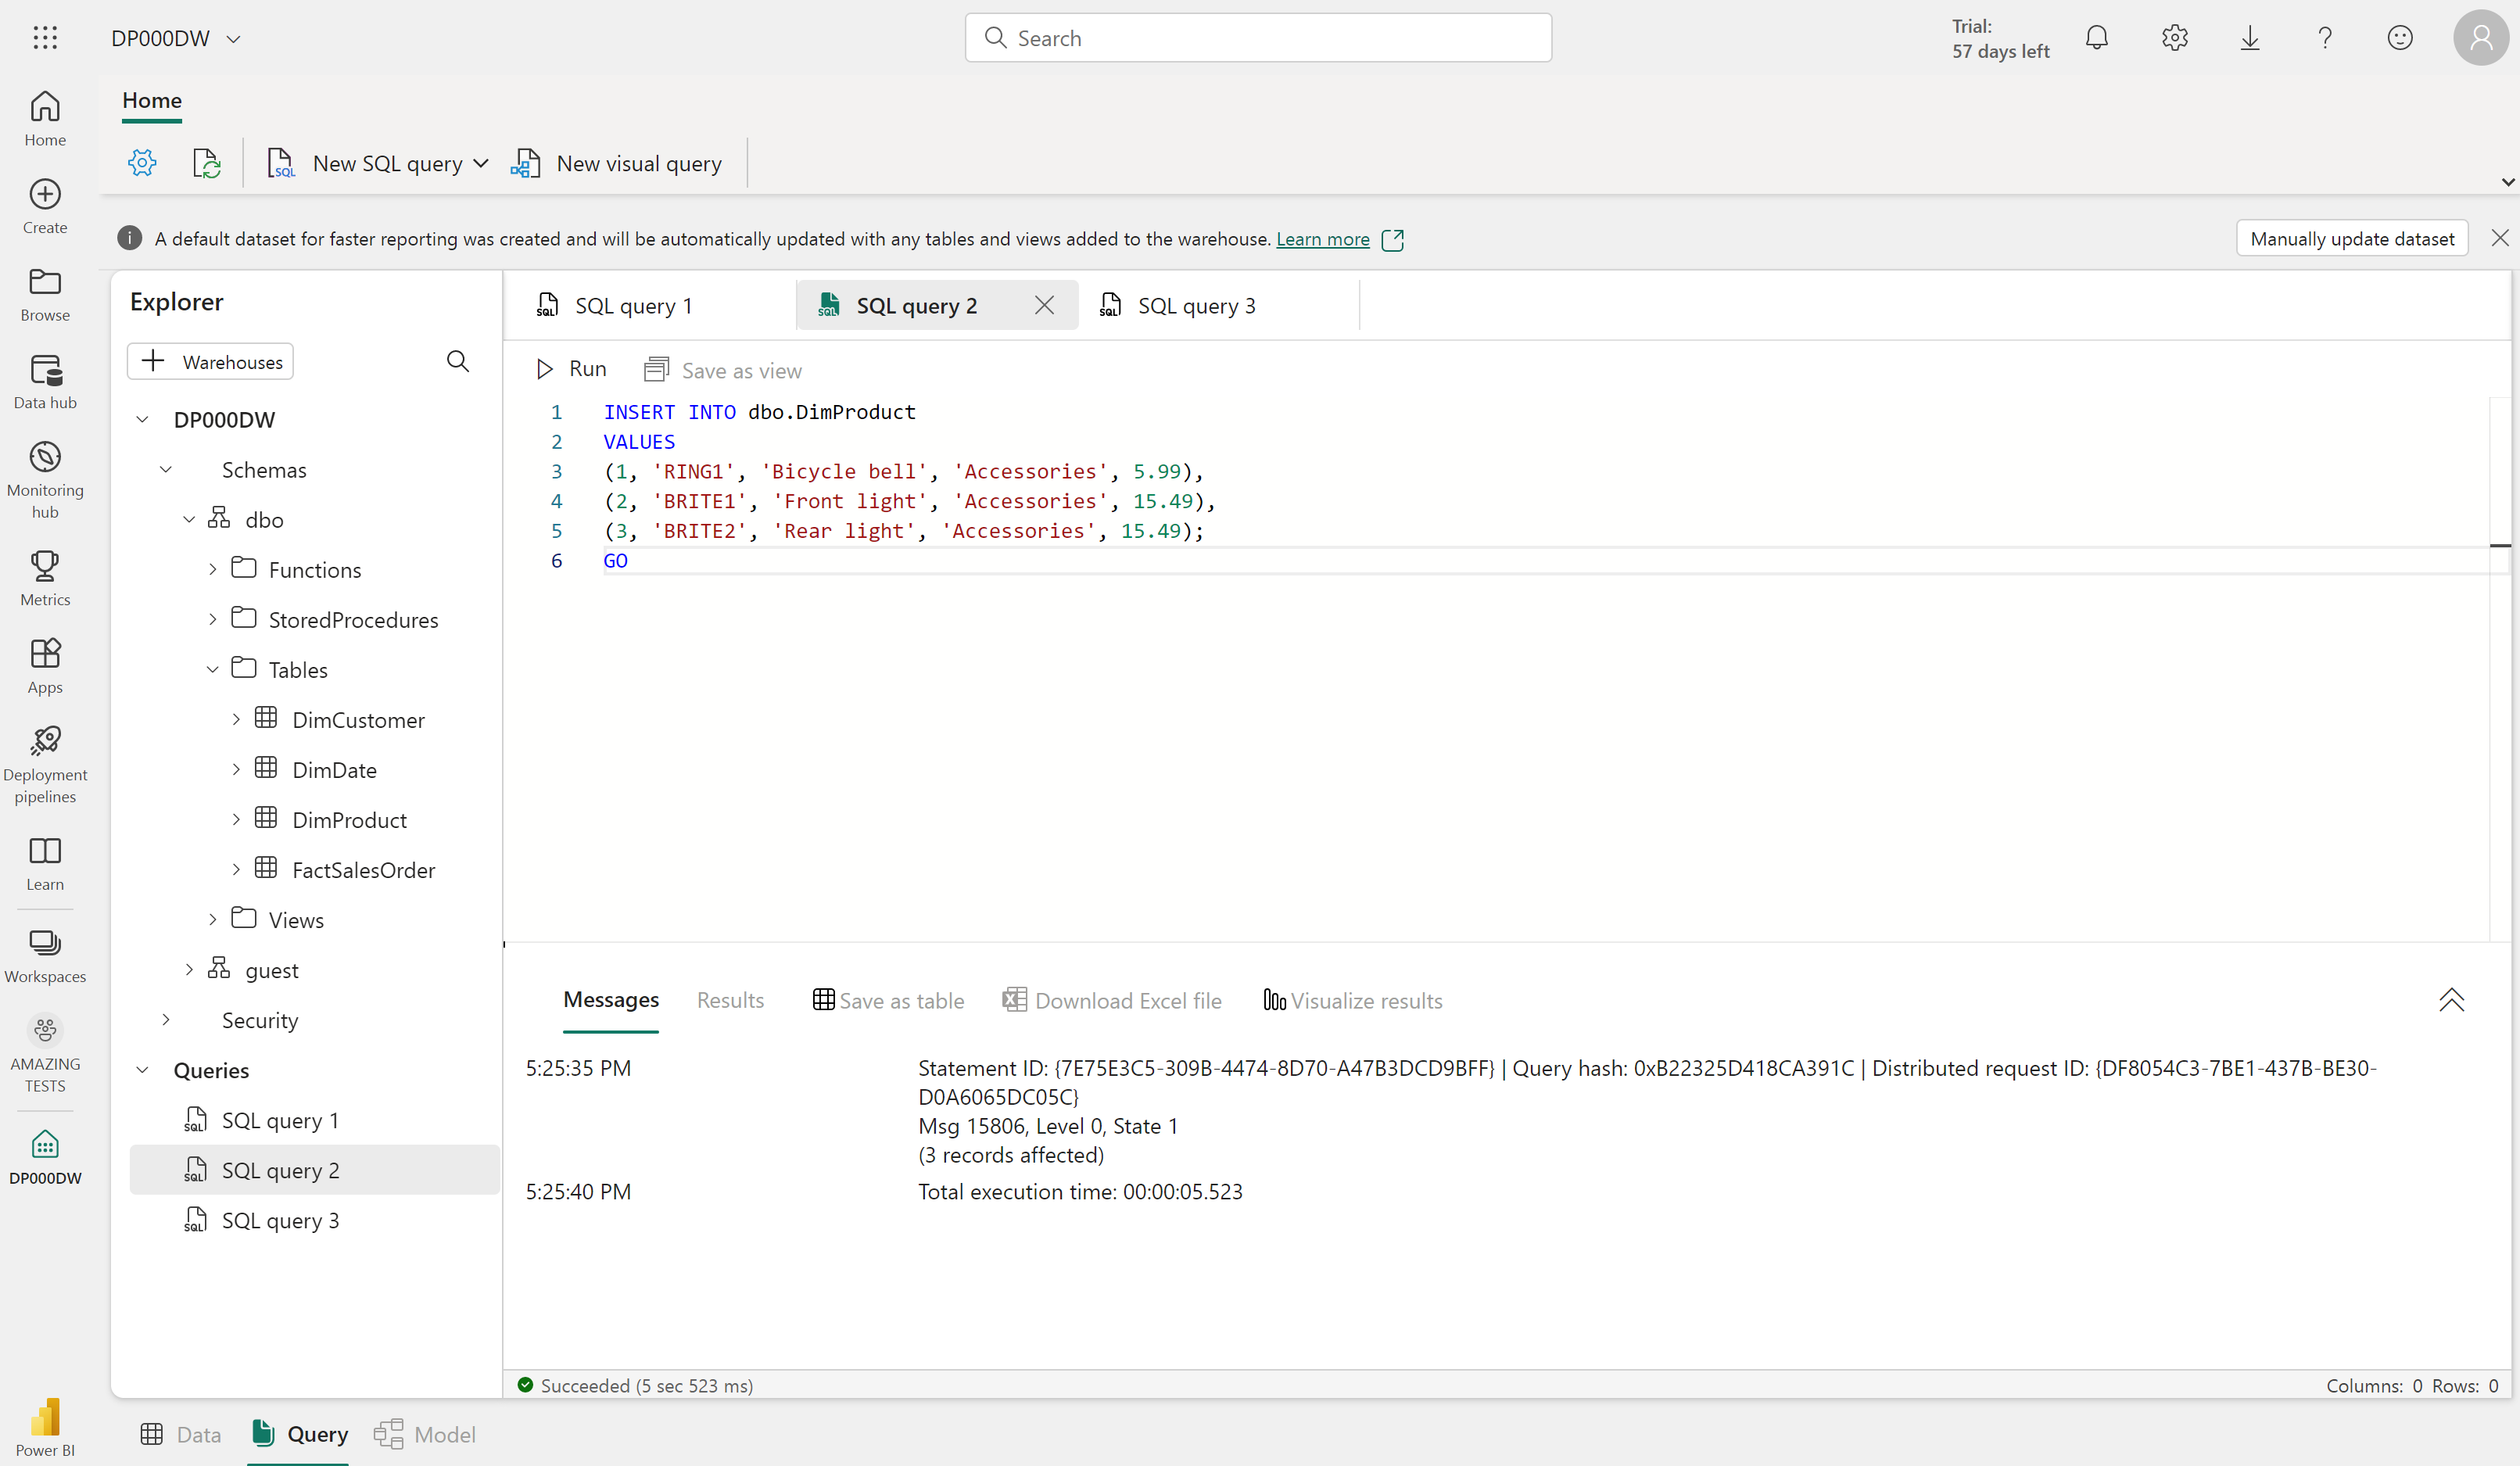 DP000DW
Search
Trial:
57 days left
Home
Home
Create
Browse
Data hub
Monitoring
hub
Metrics
Apps
Deployment
pipelines
Learn
Workspaces
AMAZING
TESTS
DP000DW
Power BI
SQL
New SQL query
New visual query
A default dataset for faster reporting was created and will be automatically updated with any tables and views added to the warehouse. Learn more
Manually update dataset
Explorer
Warehouses
DP000DW
Schemas
dbo
Functions
StoredProcedures
Tables
DimCustomer
DimDate
DimProduct
FactSalesOrder
Views
guest
Security
Queries
SQL SQL query 1
SQL SQL query 2
SQL SQL query 3
SQL SQL query 1
SQL SQL query 2
SQL SQL query 3
Run
Save as view
1 INSERT INTO dbo.DimProduct
2 VALUES
3 (1, 'RING1', 'Bicycle bell', 'Accessories', 5.99),
4 (2, 'BRITE1', 'Front light', 'Accessories', 15.49),
5 (3, 'BRITE2', 'Rear light', 'Accessories', 15.49);
6 GO
Messages
Results
Save as table
Download Excel file
Visualize results
5:25:35 PM
Statement ID: {7E75E3C5-309B-4474-8D70-A47B3DCD9BFF} | Query hash: 0xB22325D418CA391C | Distributed request ID: {DF8054C3-7BE1-437B-BE30-
D0A6065DC05C}
Msg 15806, Level 0, State 1
(3 records affected)
5:25:40 PM
Total execution time: 00:00:05.523
Succeeded (5 sec 523 ms)
Columns: 0 Rows: 0
Data
Query
Model